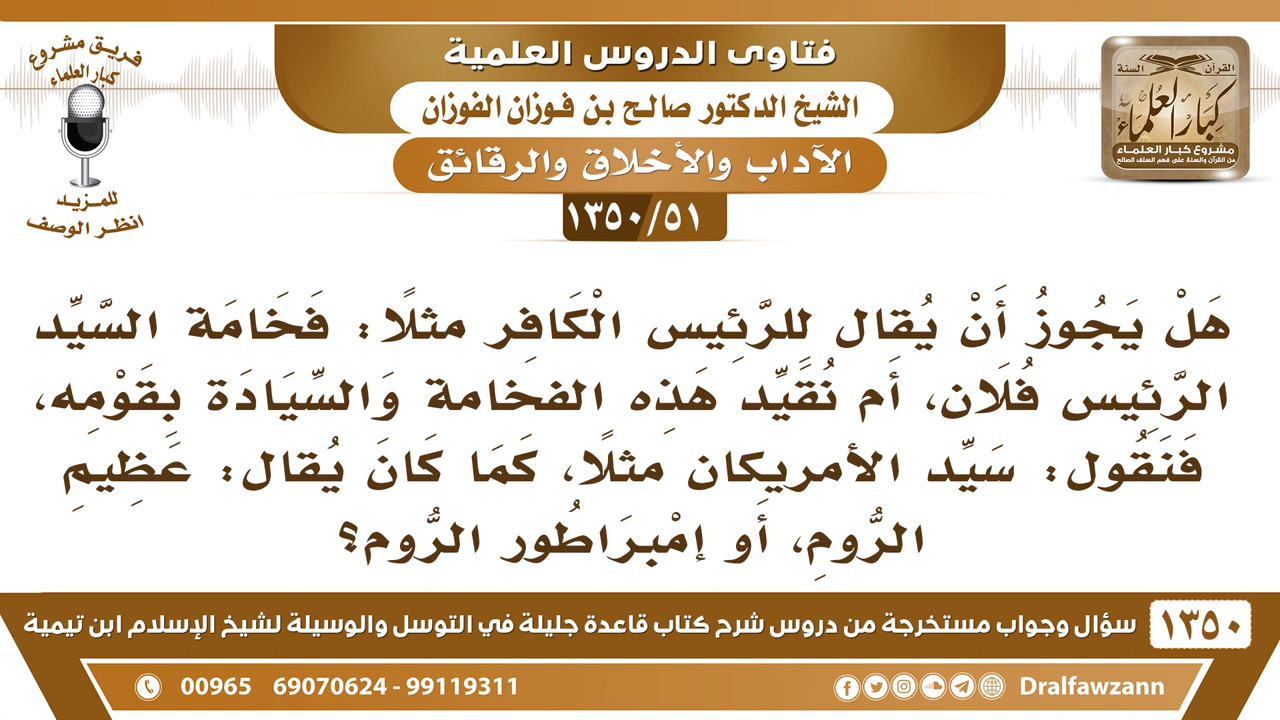 فتاوى الدروس العلمية
الشيخ الدكتور صالح بن فوزان الفوزان
الآداب والأخلاق والرقائق
١٣٥٠/٥١
القرآن السنة
كبار العلماء
مشروع كبار العلماء
من القرآن والسنة على فهم السلف الصالح
فريق مشروع
كبار العلماء
للمزيد
انظر الوصف
هَلْ يَجُوزُ أَنْ يُقال للرَّئِيس الْكَافِر مثلًا: فَخَامَة السَّيِّد
الرَّئِيس فُلَان، أَم نُقَيِّد هَذِه الفخامة وَالسِّيَادَة بِقَوْمِه،
فَنَقُول: سَيِّد الأمريكان مثلًا، كَمَا كَانَ يُقال: عَظِيمِ
الرُّومِ، أَو إمْبرَاطُور الرُّوم؟
١٣٥٠ سؤال وجواب مستخرجة من دروس شرح كتاب قاعدة جليلة في التوسل والوسيلة لشيخ الإسلام ابن تيمية
00965 69070624 - 99119311
Dralfawzann